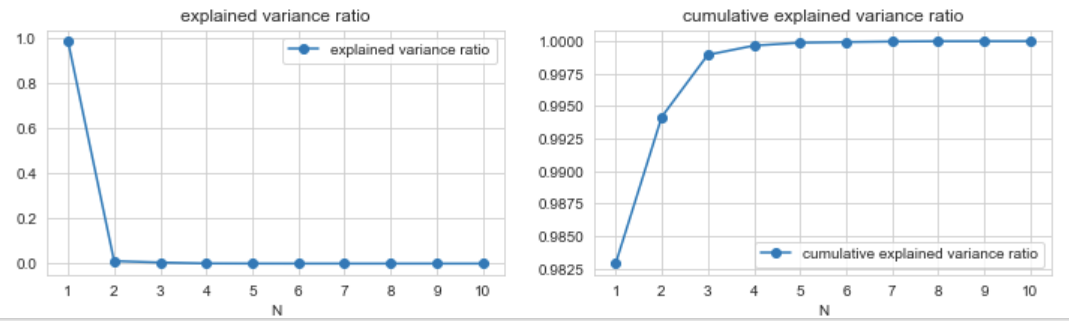 explained variance ratio
1.0
0.8
0.6
0.4
0.2
0.0
explained variance ratio
1 2 3 4 5 6 7 8 9 10
N
cumulative explained variance ratio
1.0000
0.9975
0.9950
0.9925
0.9900
0.9875
0.9850
0.9825
cumulative explained variance ratio
1 2 3 4 5 6 7 8 9 10
N